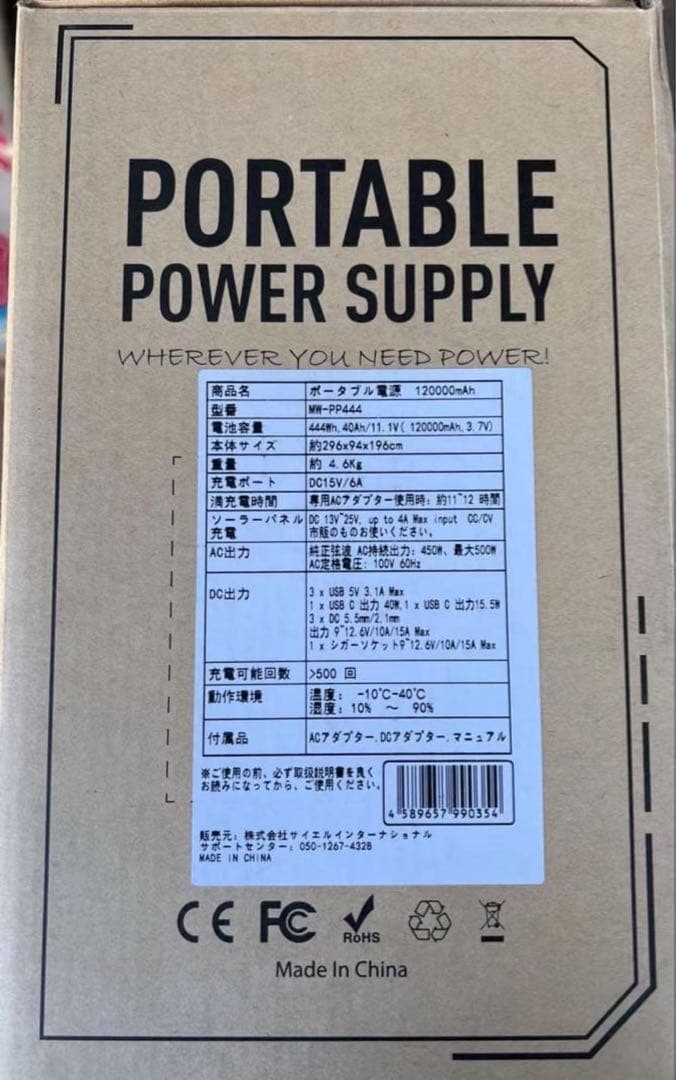 PORTABLE
POWER SUPPLY
WHEREVER YOU NEED POWER!
商品名 ポータブル電源 120000mAh
型番 MW-PP444
電池容量 444Wh, 40Ah/11.1V( 120000mAh, 3.7V)
本体サイズ 約296x94x196cm
重量 約 4.6Kg
充電ポート DC15V/6A
満充電時間 専用ACアダプター使用時: 約11~12 時間
ソーラーパネル DC 13V~25V, up to 4A Max input CC/CV
充電 市販のものお使いください。
AC出力 純正弦波 AC持続出力: 450W、最大500W
AC定格電圧: 100V 60Hz
DC出力 3 x USB 5V 3.1A Max
1 x USB C 出力 40W,1 x USB C 出力15.5W
3 x DC 5.5mm/2.1mm
出力 9~12.6V/10A/15A Max
1 x シガーソケット9~12.6V/10A/15A Max
充電可能回数 >500 回
動作環境 温度: -10℃-40℃
湿度: 10% ～ 90%
付属品 ACアダプター、DCアダプター、マニュアル
※ご使用の前、必ず取扱説明書を良く
お読みになってから、ご使用ください。
4 589657 990354
販売元: 株式会社サイエルインターナショナル
サポートセンター: 050-1267-4328
MADE IN CHINA
CE FC RoHS
Made In China